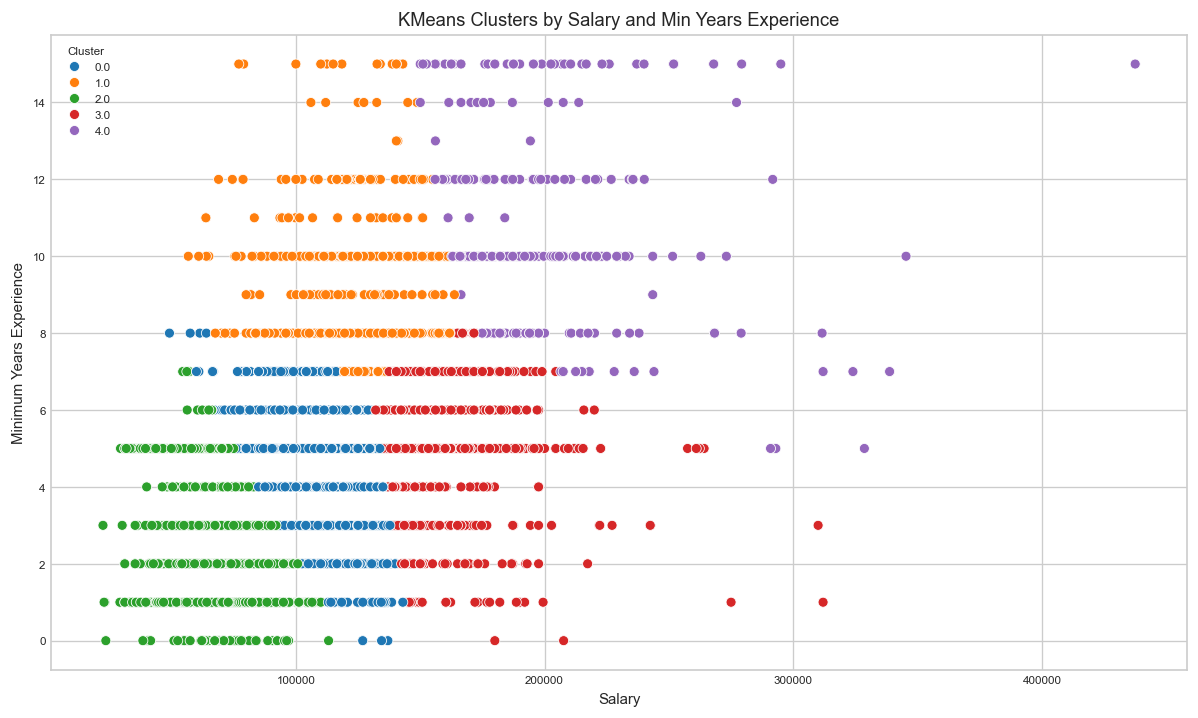 KMeans Clusters by Salary and Min Years Experience
Cluster
0.0
1.0
2.0
3.0
4.0
Minimum Years Experience
14
12
10
8
6
4
2
0
100000 200000 300000 400000
Salary